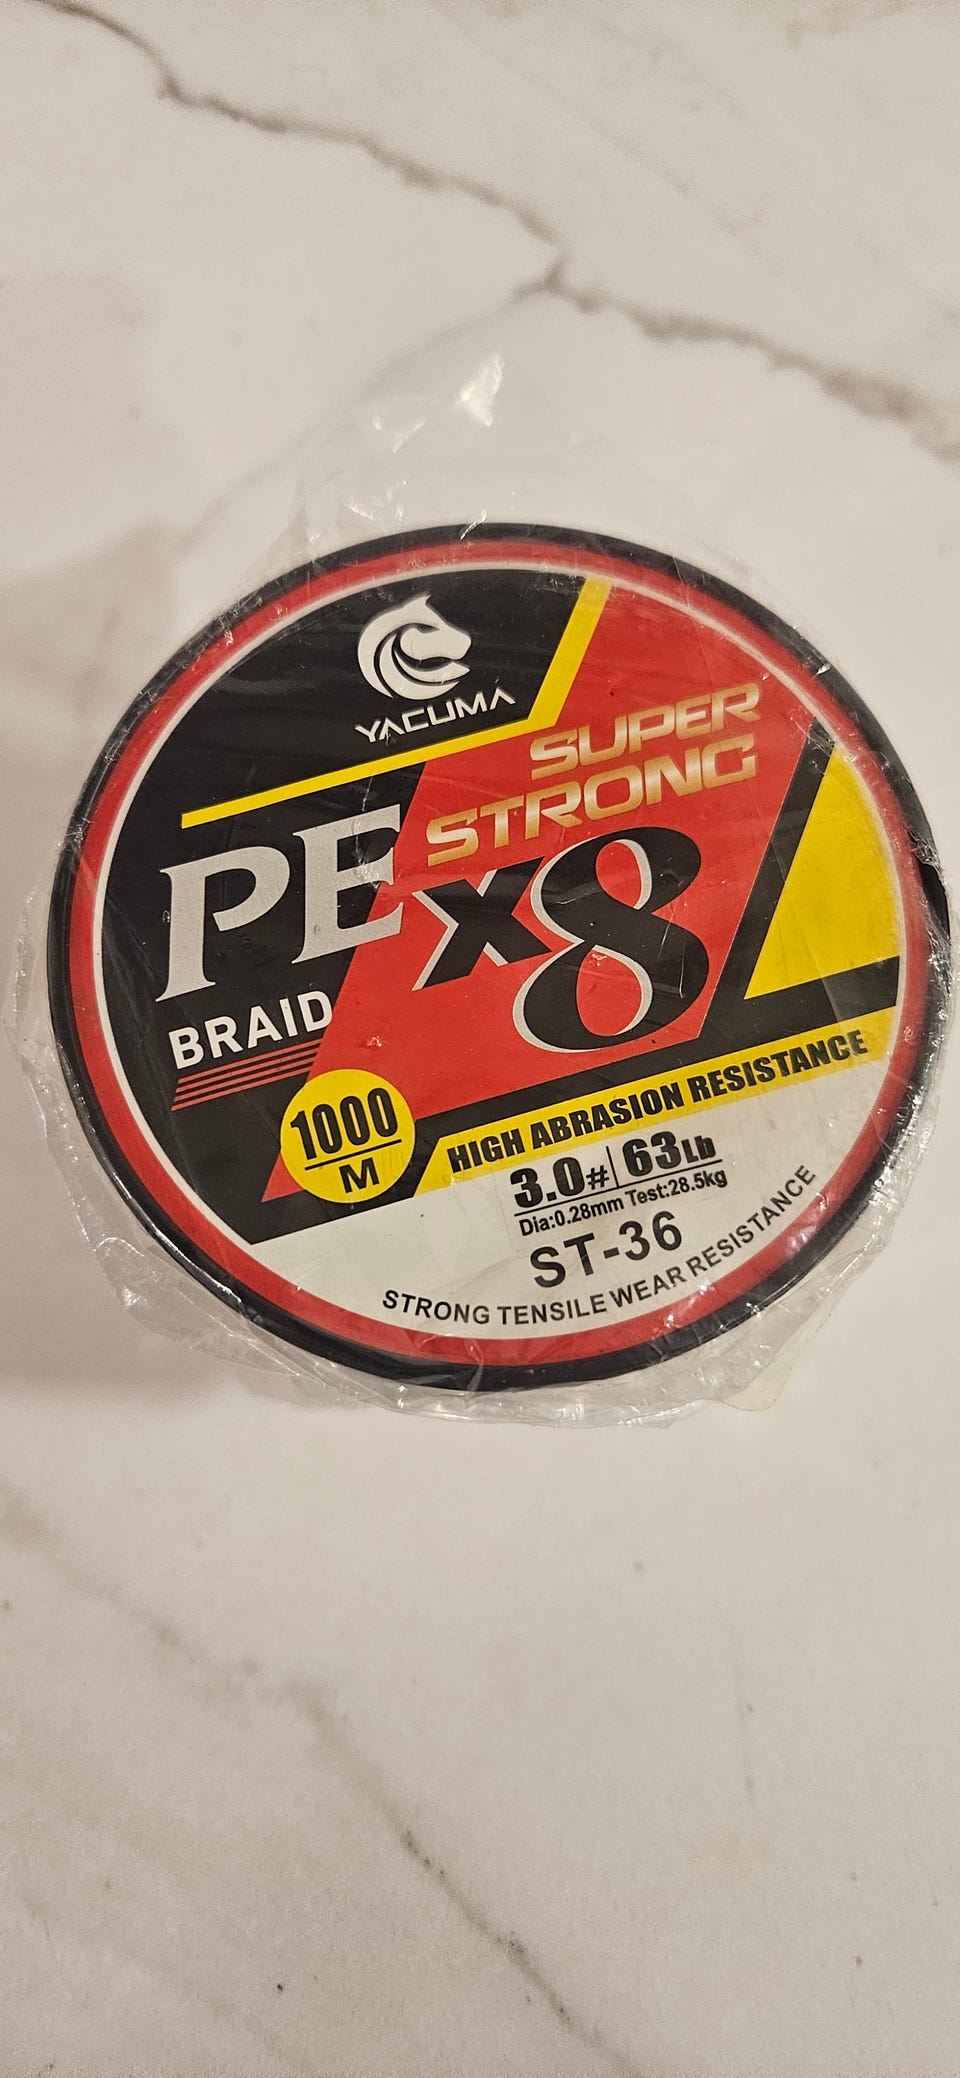 YACUMA
SUPER
STRONG
PE x8
BRAID
1000
M
HIGH ABRASION RESISTANCE
3.0# 63Lb
Dia:0.28mm Test:28.5kg
ST-36
STRONG TENSILE WEAR RESISTANCE